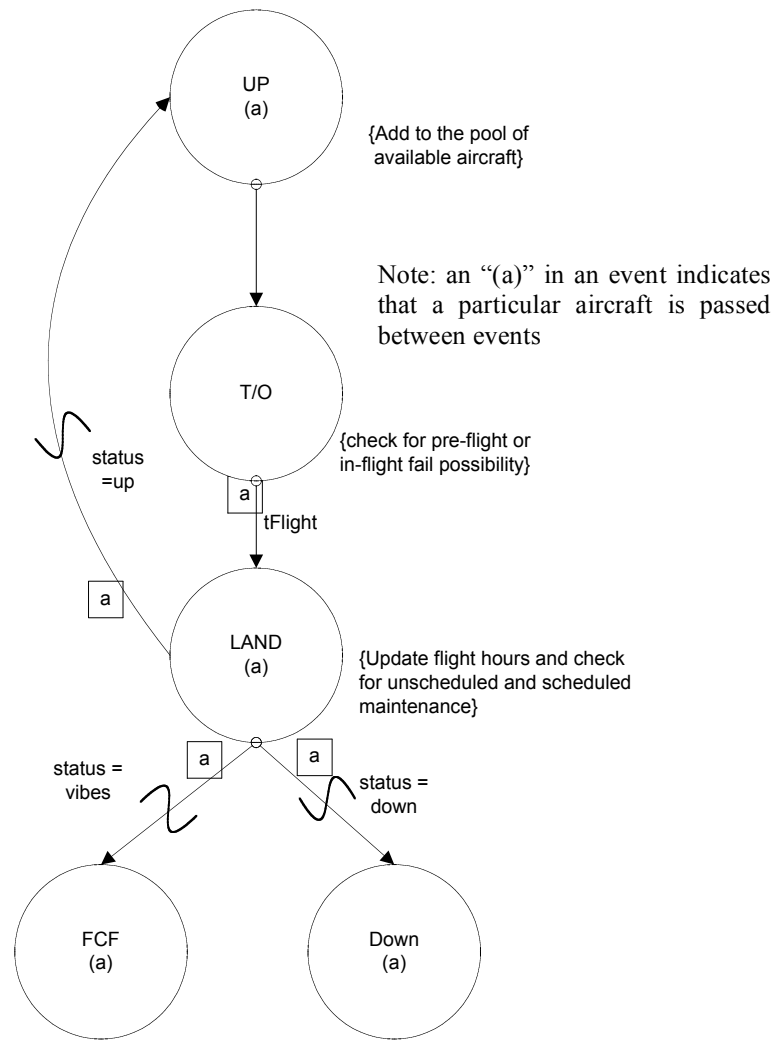 UP
(a)
{Add to the pool of
available aircraft}
Note: an “(a)” in an event indicates
that a particular aircraft is passed
between events
T/O
{check for pre-flight or
in-flight fail possibility}
status
=up
a
tFlight
a
LAND
(a)
{Update flight hours and check
for unscheduled and scheduled
maintenance}
a
a
status =
vibes
status =
down
FCF
(a)
Down
(a)